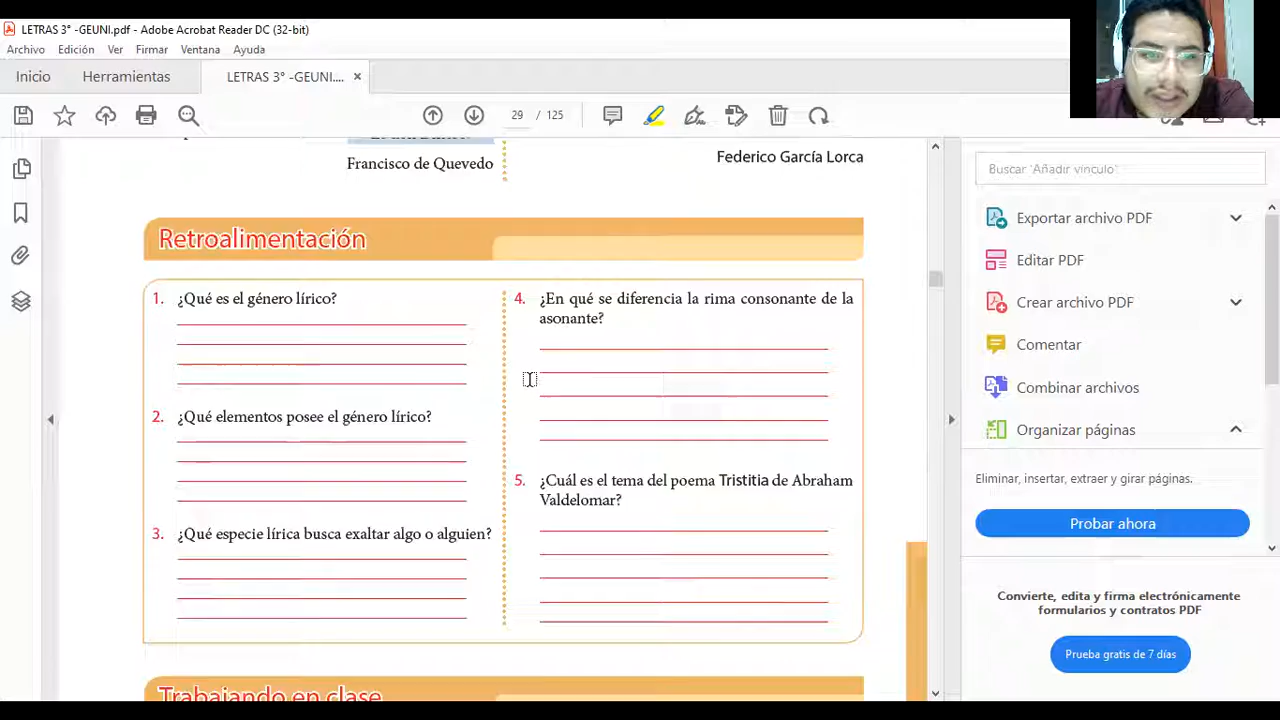 LETRAS 3° -GEUNI.pdf - Adobe Acrobat Reader DC (32-bit)
Archivo Edición Ver Firmar Ventana Ayuda
Inicio Herramientas LETRAS 3° -GEUNI.... ×
29 / 125
Francisco de Quevedo
Federico García Lorca
Retroalimentación
1. ¿Qué es el género lírico?
2. ¿Qué elementos posee el género lírico?
3. ¿Qué especie lírica busca exaltar algo o alguien?
4. ¿En qué se diferencia la rima consonante de la
asonante?
5. ¿Cuál es el tema del poema Tristitia de Abraham
Valdelomar?
Trabajando en clase
Buscar 'Añadir vínculo'
Exportar archivo PDF
Editar PDF
Crear archivo PDF
Comentar
Combinar archivos
Organizar páginas
Eliminar, insertar, extraer y girar páginas.
Probar ahora
Convierte, edita y firma electrónicamente
formularios y contratos PDF
Prueba gratis de 7 días